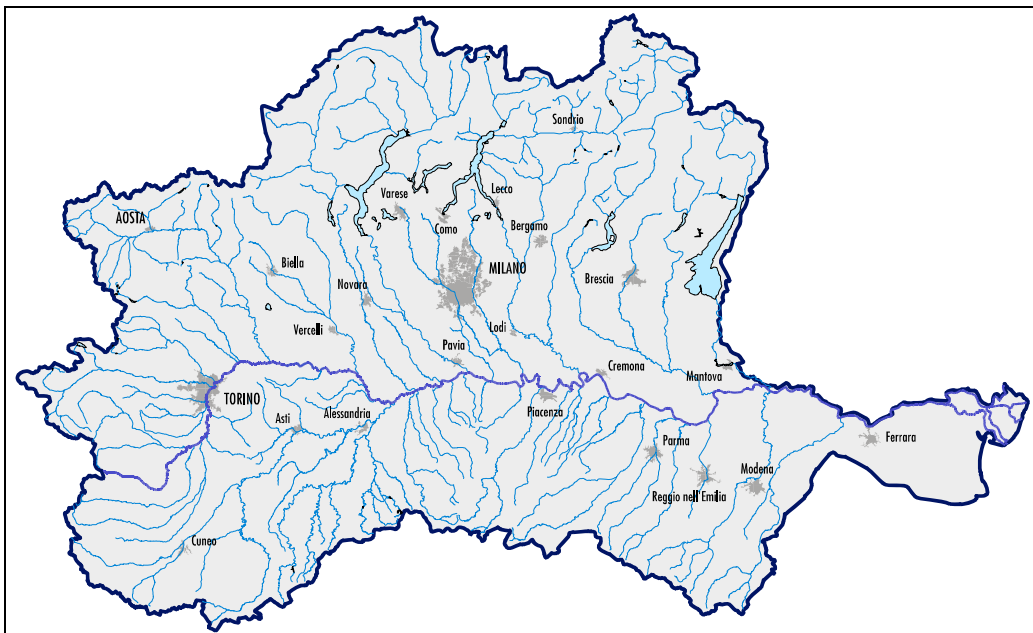 Sondrio
Varese
Lecco
AOSTA
Como
Bergamo
Biella
MILANO
Novara
Brescia
Vercelli
Lodi
Pavia
Cremona
Mantova
TORINO
Asti
Alessandria
Piacenza
Ferrara
Parma
Modena
Reggio nell'Emilia
Cuneo